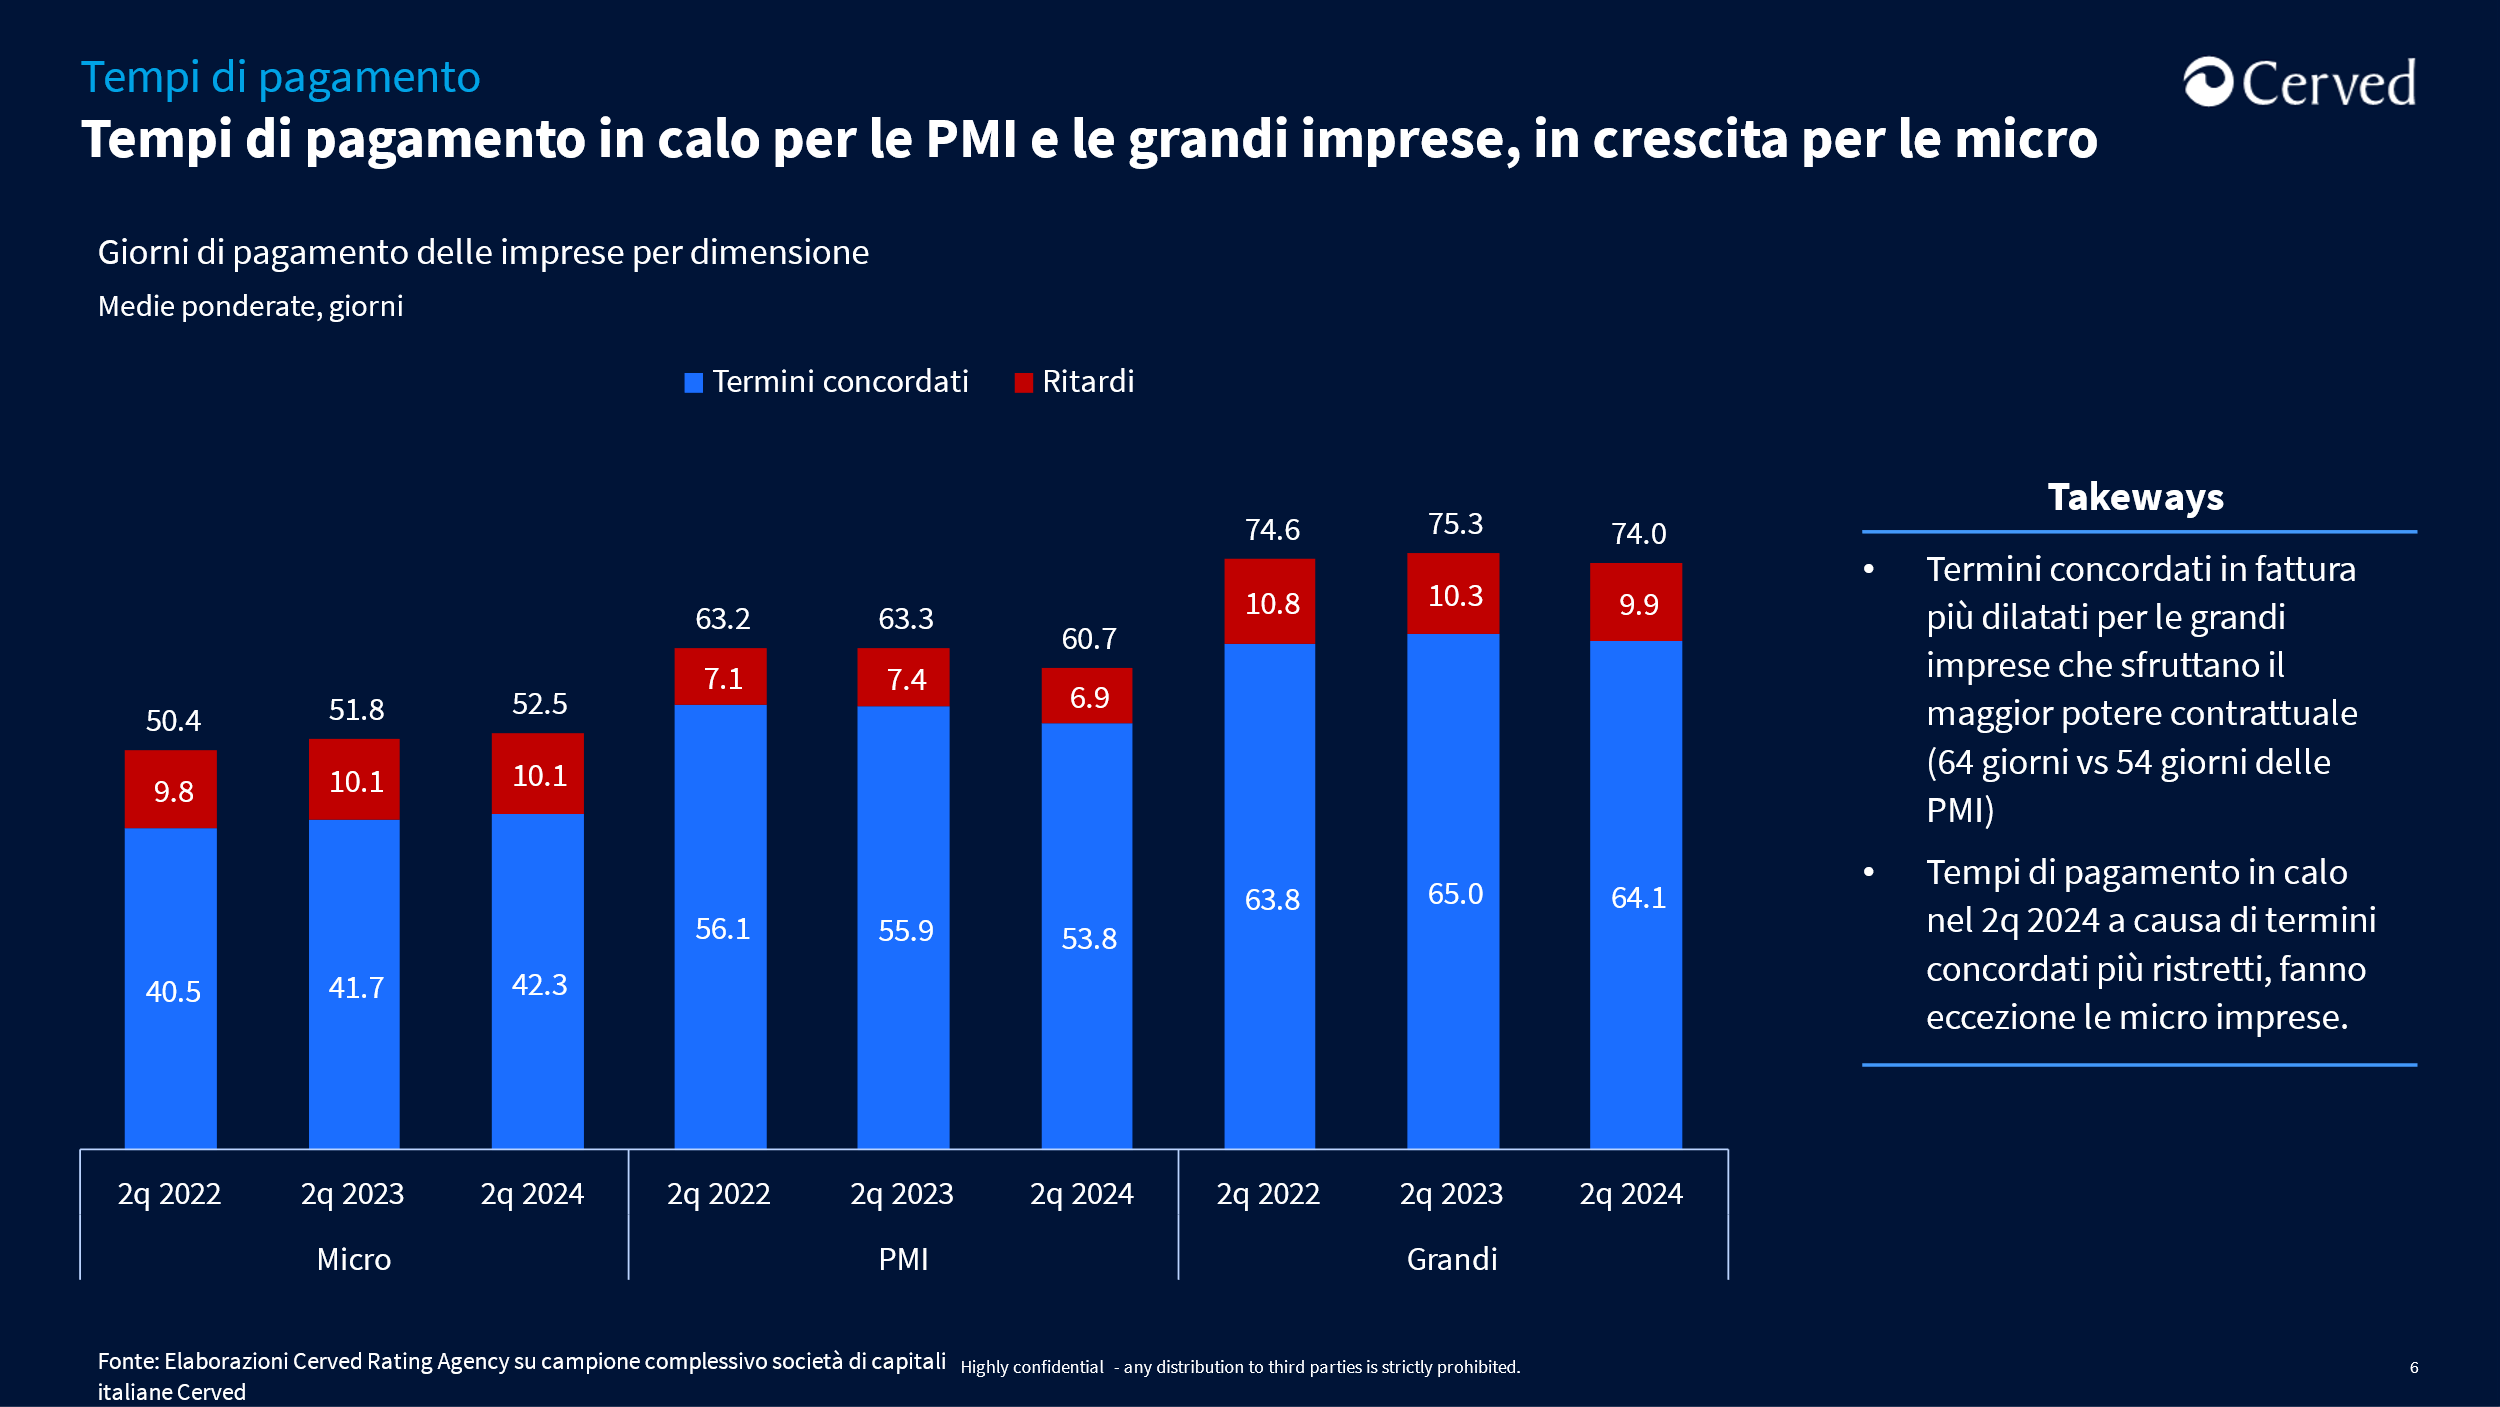 Tempi di pagamento
Cerved
Tempi di pagamento in calo per le PMI e le grandi imprese, in crescita per le micro
Giorni di pagamento delle imprese per dimensione
Medie ponderate, giorni
Termini concordati Ritardi
50.4 51.8 52.5 63.2 63.3 60.7 74.6 75.3 74.0
9.8 10.1 10.1 7.1 7.4 6.9 10.8 10.3 9.9
40.5 41.7 42.3 56.1 55.9 53.8 63.8 65.0 64.1
2q 2022 2q 2023 2q 2024 2q 2022 2q 2023 2q 2024 2q 2022 2q 2023 2q 2024
Micro PMI Grandi
Takeways
• Termini concordati in fattura
più dilatati per le grandi
imprese che sfruttano il
maggior potere contrattuale
(64 giorni vs 54 giorni delle
PMI)
• Tempi di pagamento in calo
nel 2q 2024 a causa di termini
concordati più ristretti, fanno
eccezione le micro imprese.
Fonte: Elaborazioni Cerved Rating Agency su campione complessivo società di capitali
italiane Cerved
Highly confidential - any distribution to third parties is strictly prohibited.
6